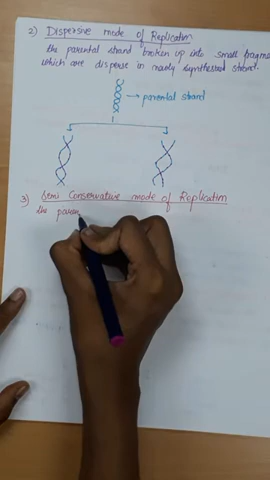 2) Dispersive mode of Replication
the parental strand broken up into small fragme
which are disperse in newly synthesized strand.
→ parental strand
3) Semi Conservative mode of Replication
the paren